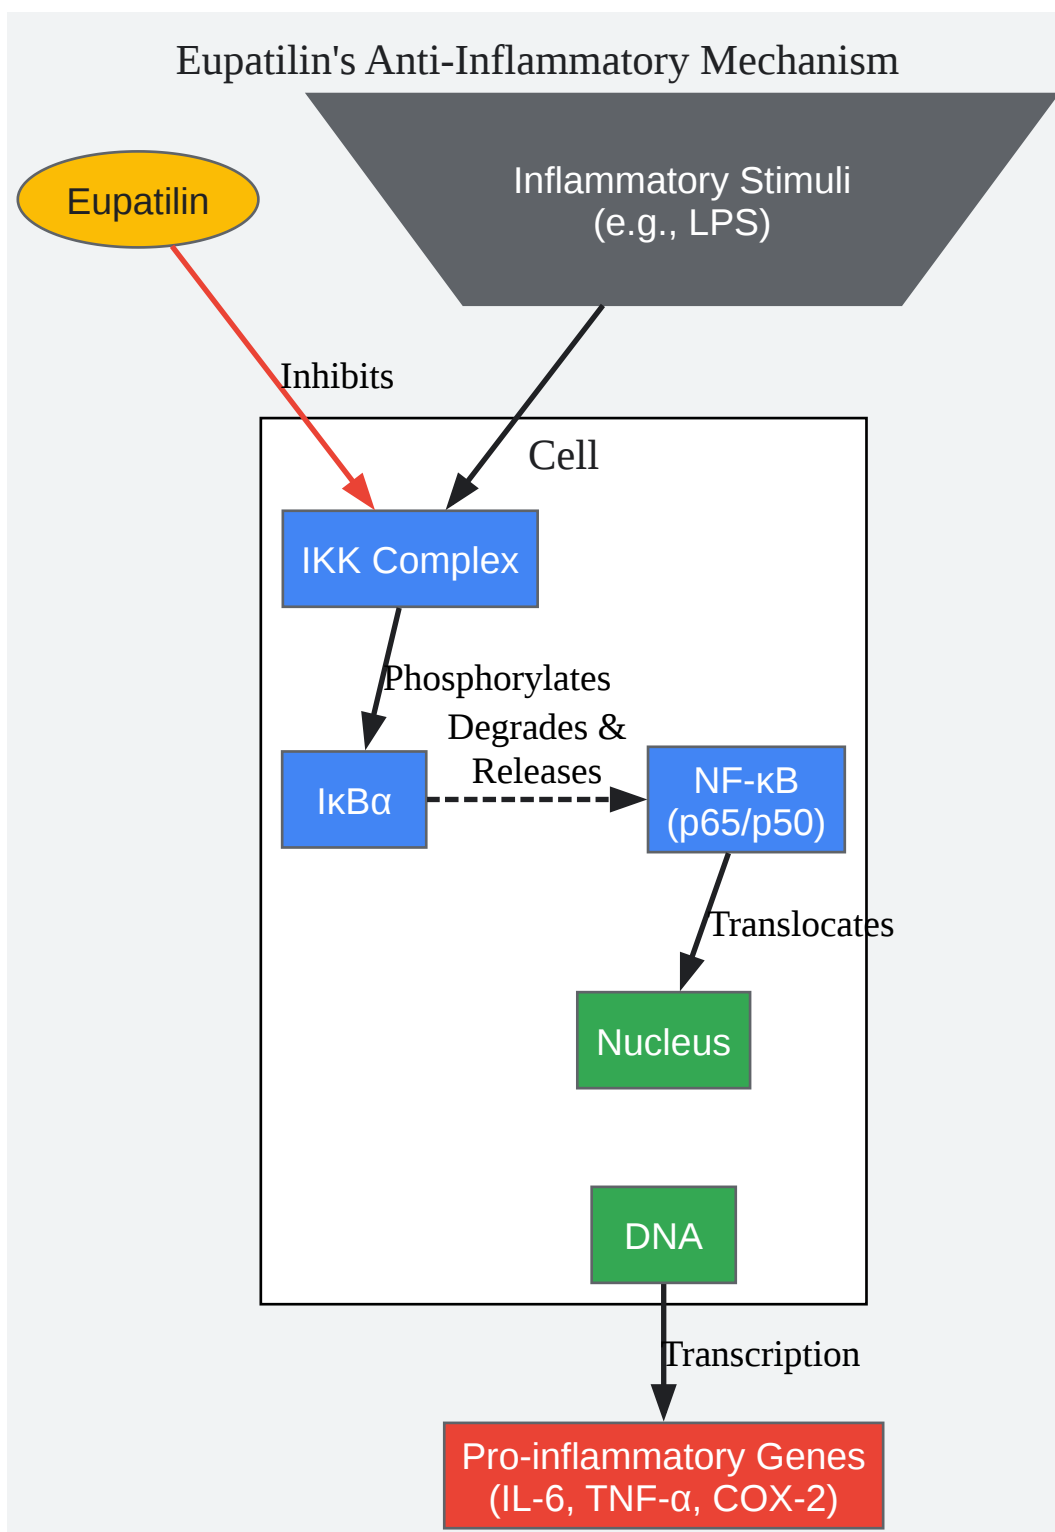 Eupatilin's Anti-Inflammatory Mechanism
Inflammatory Stimuli
(e.g., LPS)
Eupatilin
Inhibits
Cell
IKK Complex
Phosphorylates
Degrades &
Releases
IκBα
NF-κB
(p65/p50)
Translocates
Nucleus
DNA
Transcription
Pro-inflammatory Genes
(IL-6, TNF-α, COX-2)